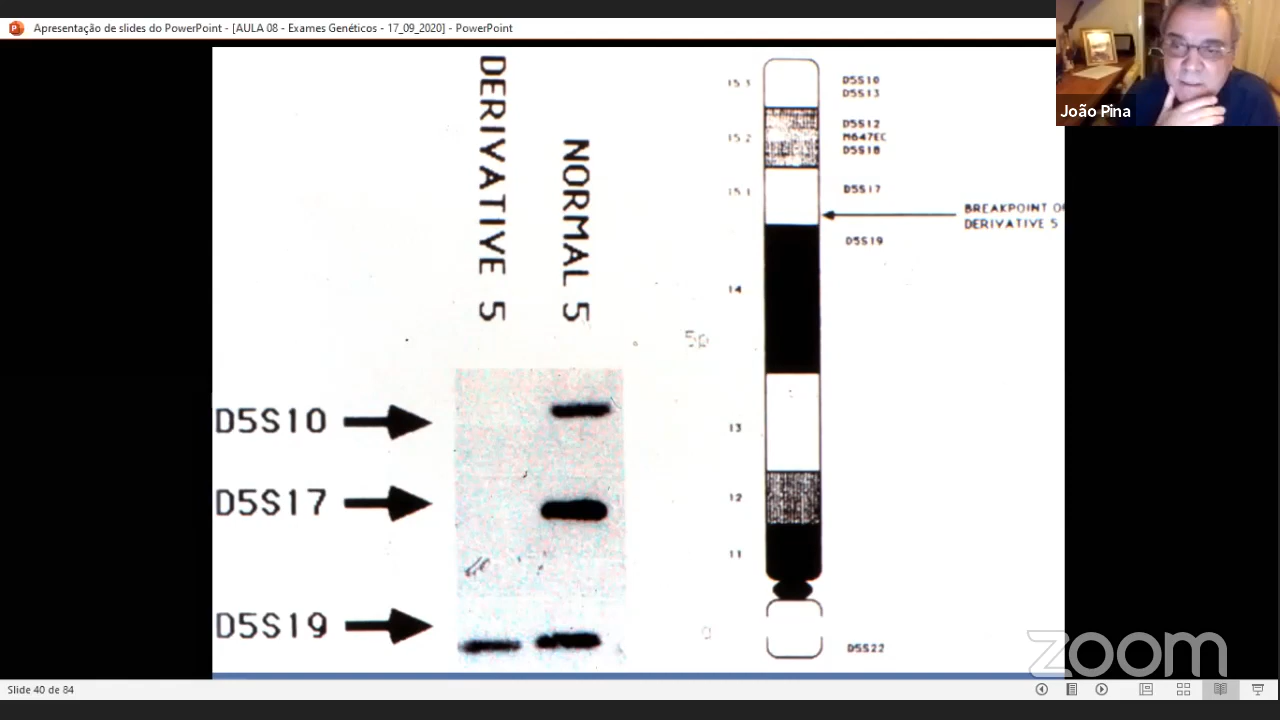 Apresentação de slides do PowerPoint - [AULA 08 - Exames Genéticos - 17_09_2020] - PowerPoint
João Pina
DERIVATIVE 5
NORMAL 5
D5S10
D5S17
D5S19
5p
15.3
15.2
15.1
14
13
12
11
q
D5S10
D5S13
D5S12
M647EC
D5S18
D5S17
BREAKPOINT O
DERIVATIVE 5
D5S19
D5S22
zoom
Slide 40 de 84